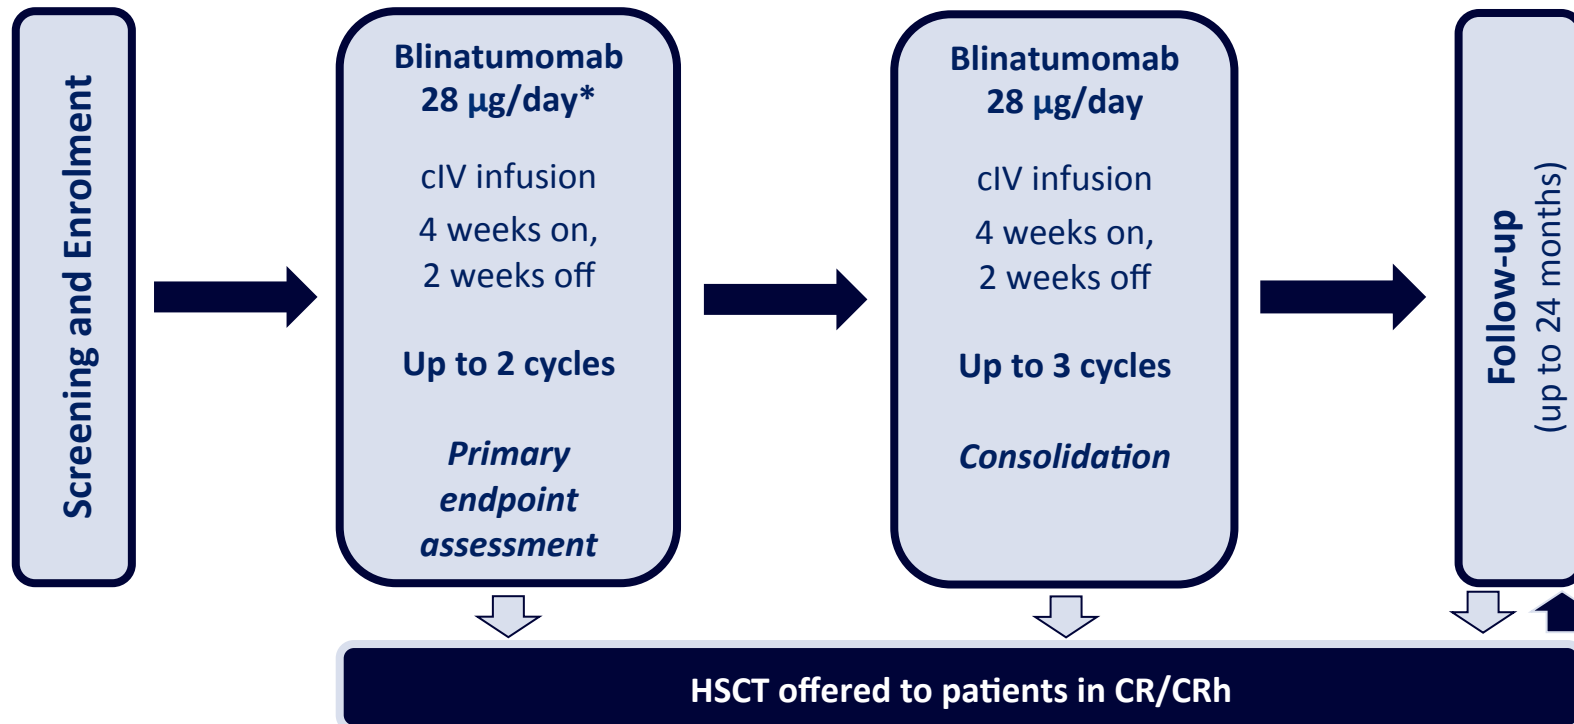 Screening and Enrolment
Blinatumomab
28 µg/day*
cIV infusion
4 weeks on,
2 weeks off
Up to 2 cycles
Primary
endpoint
assessment
Blinatumomab
28 µg/day
cIV infusion
4 weeks on,
2 weeks off
Up to 3 cycles
Consolidation
Follow-up
(up to 24 months)
HSCT offered to patients in CR/CRh